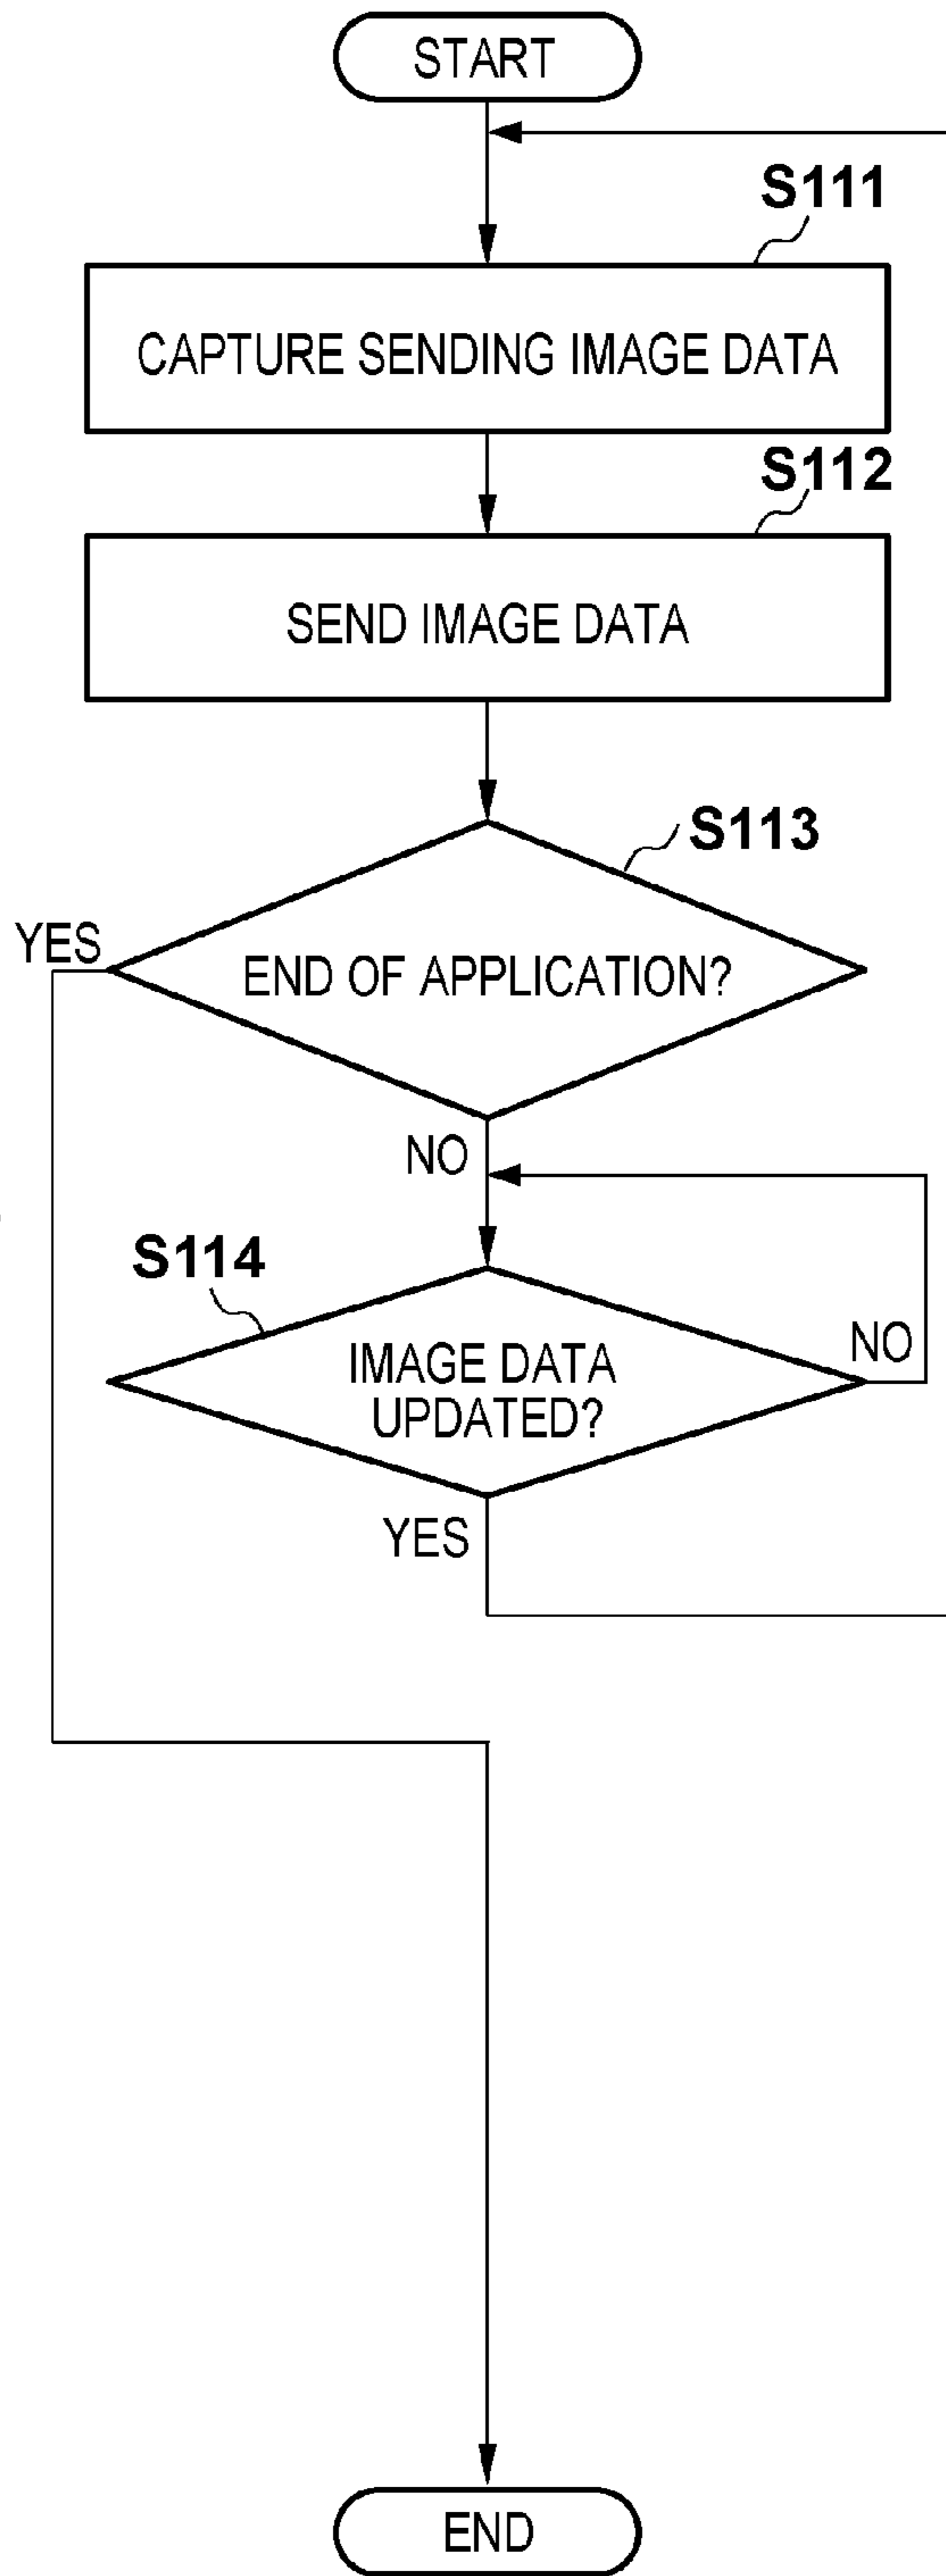 START
S111
CAPTURE SENDING IMAGE DATA
S112
SEND IMAGE DATA
S113
YES
END OF APPLICATION?
NO
S114
IMAGE DATA
UPDATED?
NO
YES
END